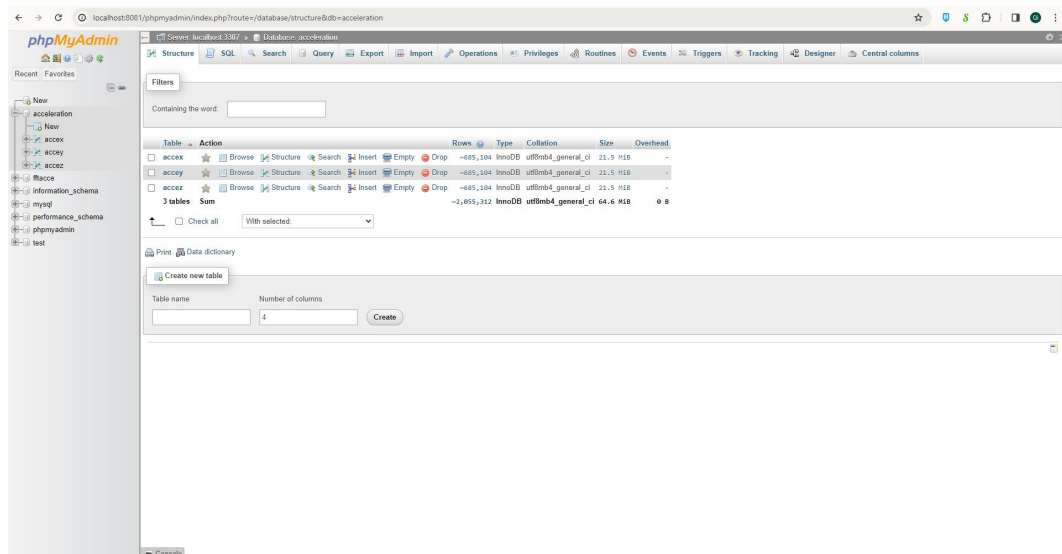 localhost:8081/phpmyadmin/index.php?route=/database/structure&db=acceleration
phpMyAdmin
Recent Favorites
New
acceleration
New
accex
accey
accez
fftacce
information_schema
mysql
performance_schema
phpmyadmin
test
Server: localhost:3307 » Database: acceleration
Structure SQL Search Query Export Import Operations Privileges Routines Events Triggers Tracking Designer Central columns
Filters
Containing the word:
Table Action Rows Type Collation Size Overhead
accex Browse Structure Search Insert Empty Drop ~685,104 InnoDB utf8mb4_general_ci 21.5 MiB -
accey Browse Structure Search Insert Empty Drop ~685,104 InnoDB utf8mb4_general_ci 21.5 MiB -
accez Browse Structure Search Insert Empty Drop ~685,104 InnoDB utf8mb4_general_ci 21.5 MiB -
3 tables Sum ~2,055,312 InnoDB utf8mb4_general_ci 64.6 MiB 0 B
Check all With selected:
Print Data dictionary
Create new table
Table name Number of columns
4 Create
Console